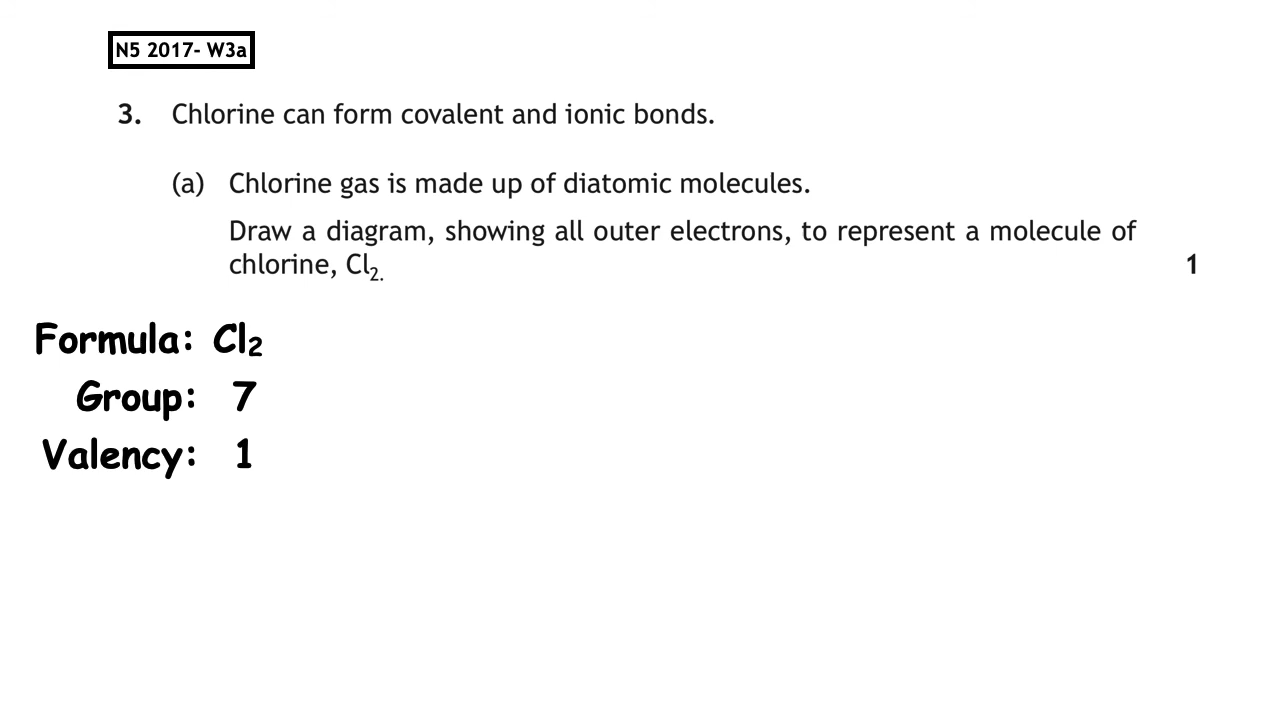 N5 2017- W3a
3. Chlorine can form covalent and ionic bonds.
(a) Chlorine gas is made up of diatomic molecules.
Draw a diagram, showing all outer electrons, to represent a molecule of
chlorine, Cl₂. 1
Formula: Cl₂
Group: 7
Valency: 1